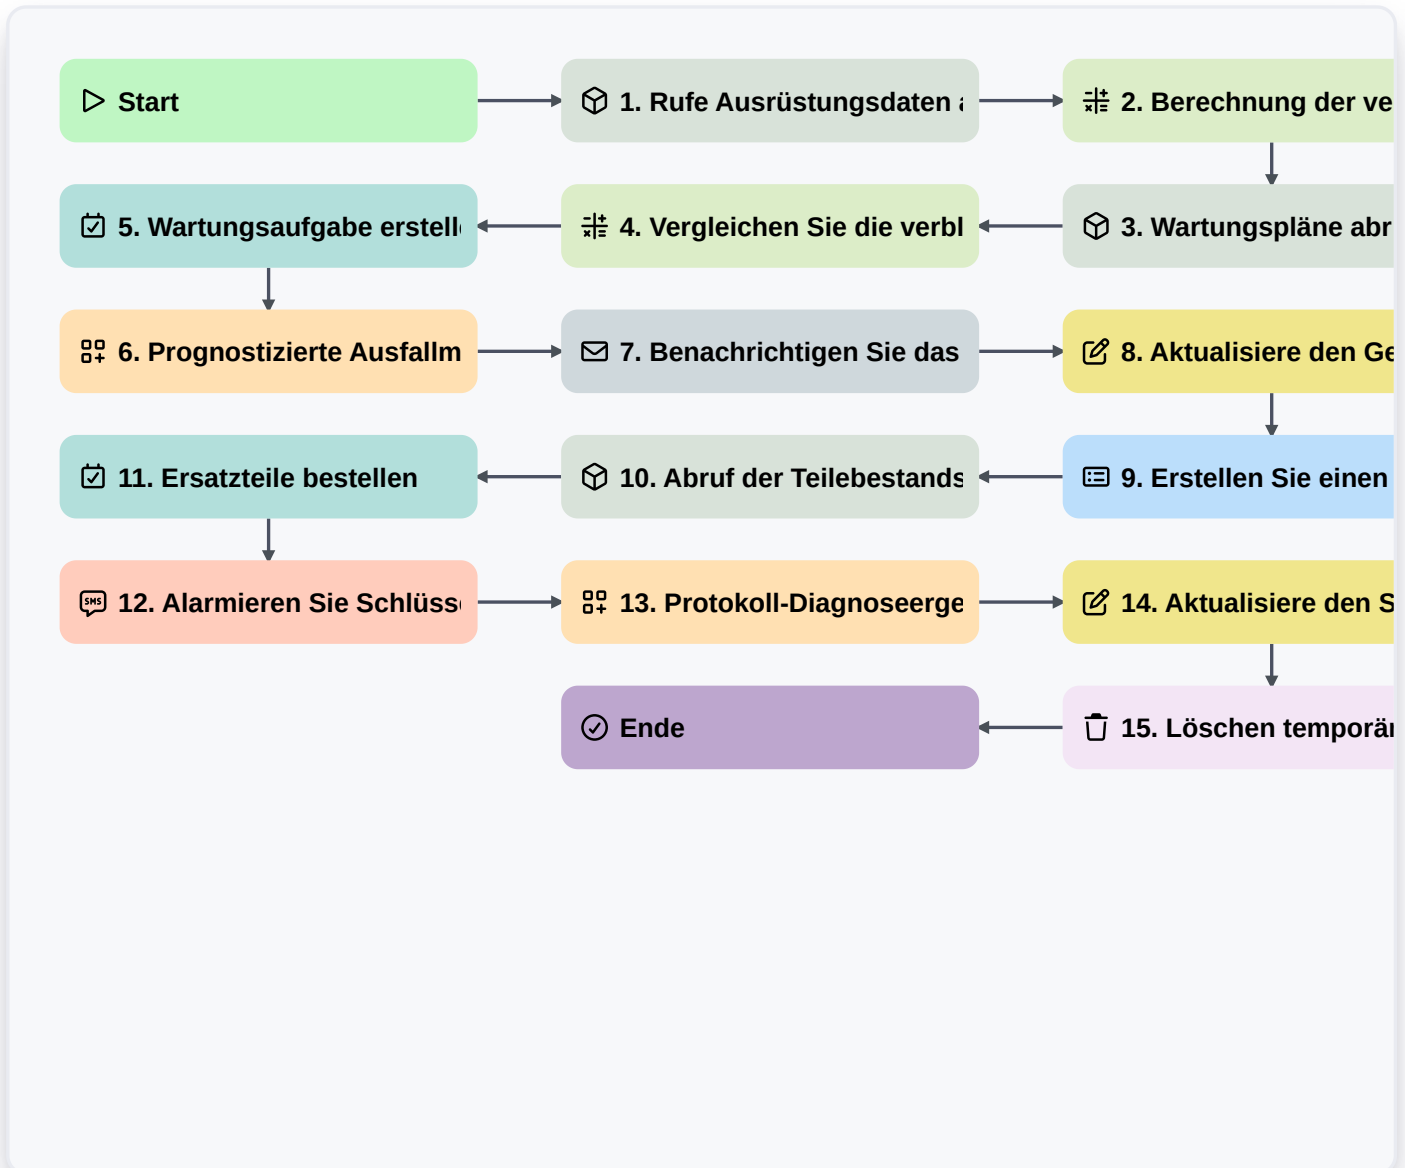 Start
1. Rufe Ausrüstungsdaten
2. Berechnung der ve
5. Wartungsaufgabe erstell
4. Vergleichen Sie die verbl
3. Wartungspläne abr
6. Prognostizierte Ausfallm
7. Benachrichtigen Sie das
8. Aktualisiere den Ge
11. Ersatzteile bestellen
10. Abruf der Teilebestands
9. Erstellen Sie einen
SMS
12. Alarmieren Sie Schlüss
13. Protokoll-Diagnoseerge
14. Aktualisiere den S
Ende
15. Löschen temporär